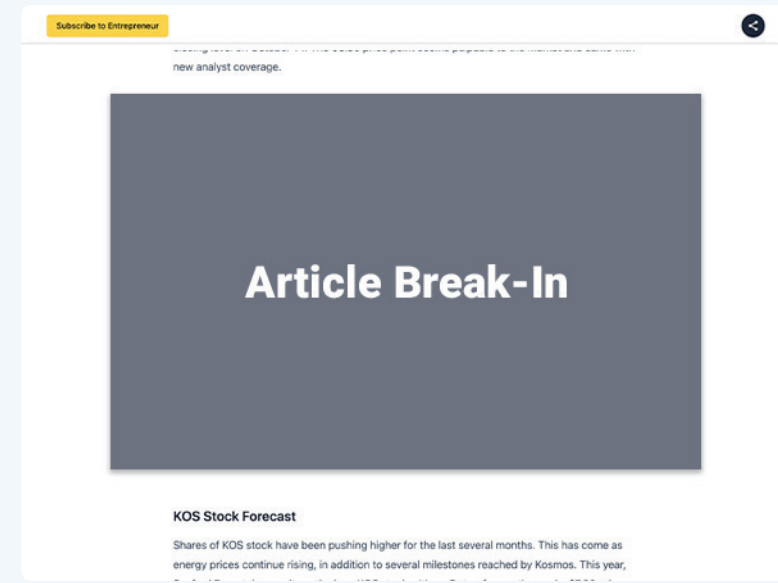 Subscribe to Entrepreneur
new analyst coverage.
Article Break-In
KOS Stock Forecast
Shares of KOS stock have been pushing higher for the last several months. This has come as
energy prices continue rising, in addition to several milestones reached by Kosmos. This year,